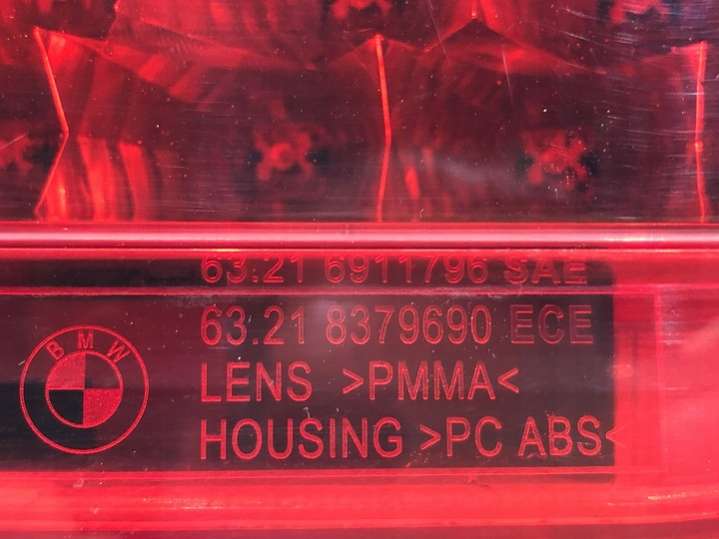 63.21 6911796 SAE
63.21 8379690 ECE
BMW
LENS >PMMA<
HOUSING >PC ABS<